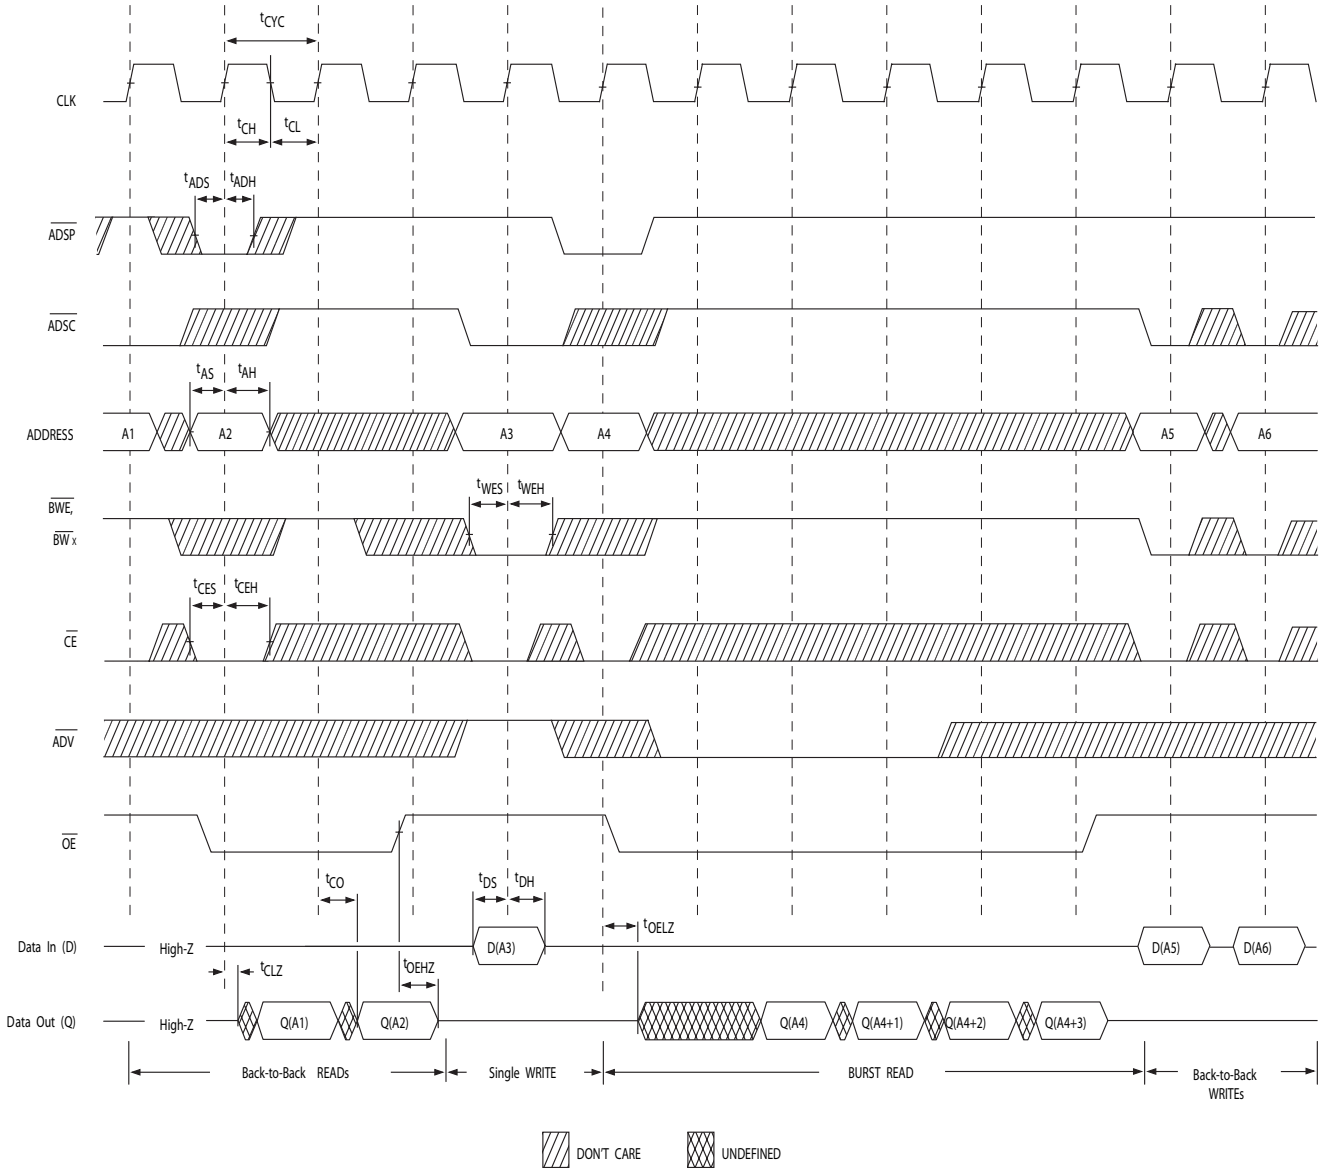 tCYC
CLK
tCH tCL
tADS tADH
ADSP
ADSC
tAS tAH
ADDRESS A1 A2 A3 A4 A5 A6
tWES tWEH
BWE,
BW x
tCES tCEH
CE
ADV
OE
tCO tDS tDH
tOELZ
Data In (D) High-Z D(A3) D(A5) D(A6)
tCLZ tOEHZ
Data Out (Q) High-Z Q(A1) Q(A2) Q(A4) Q(A4+1) Q(A4+2) Q(A4+3)
Back-to-Back READs Single WRITE BURST READ Back-to-Back
WRITEs
DON'T CARE UNDEFINED